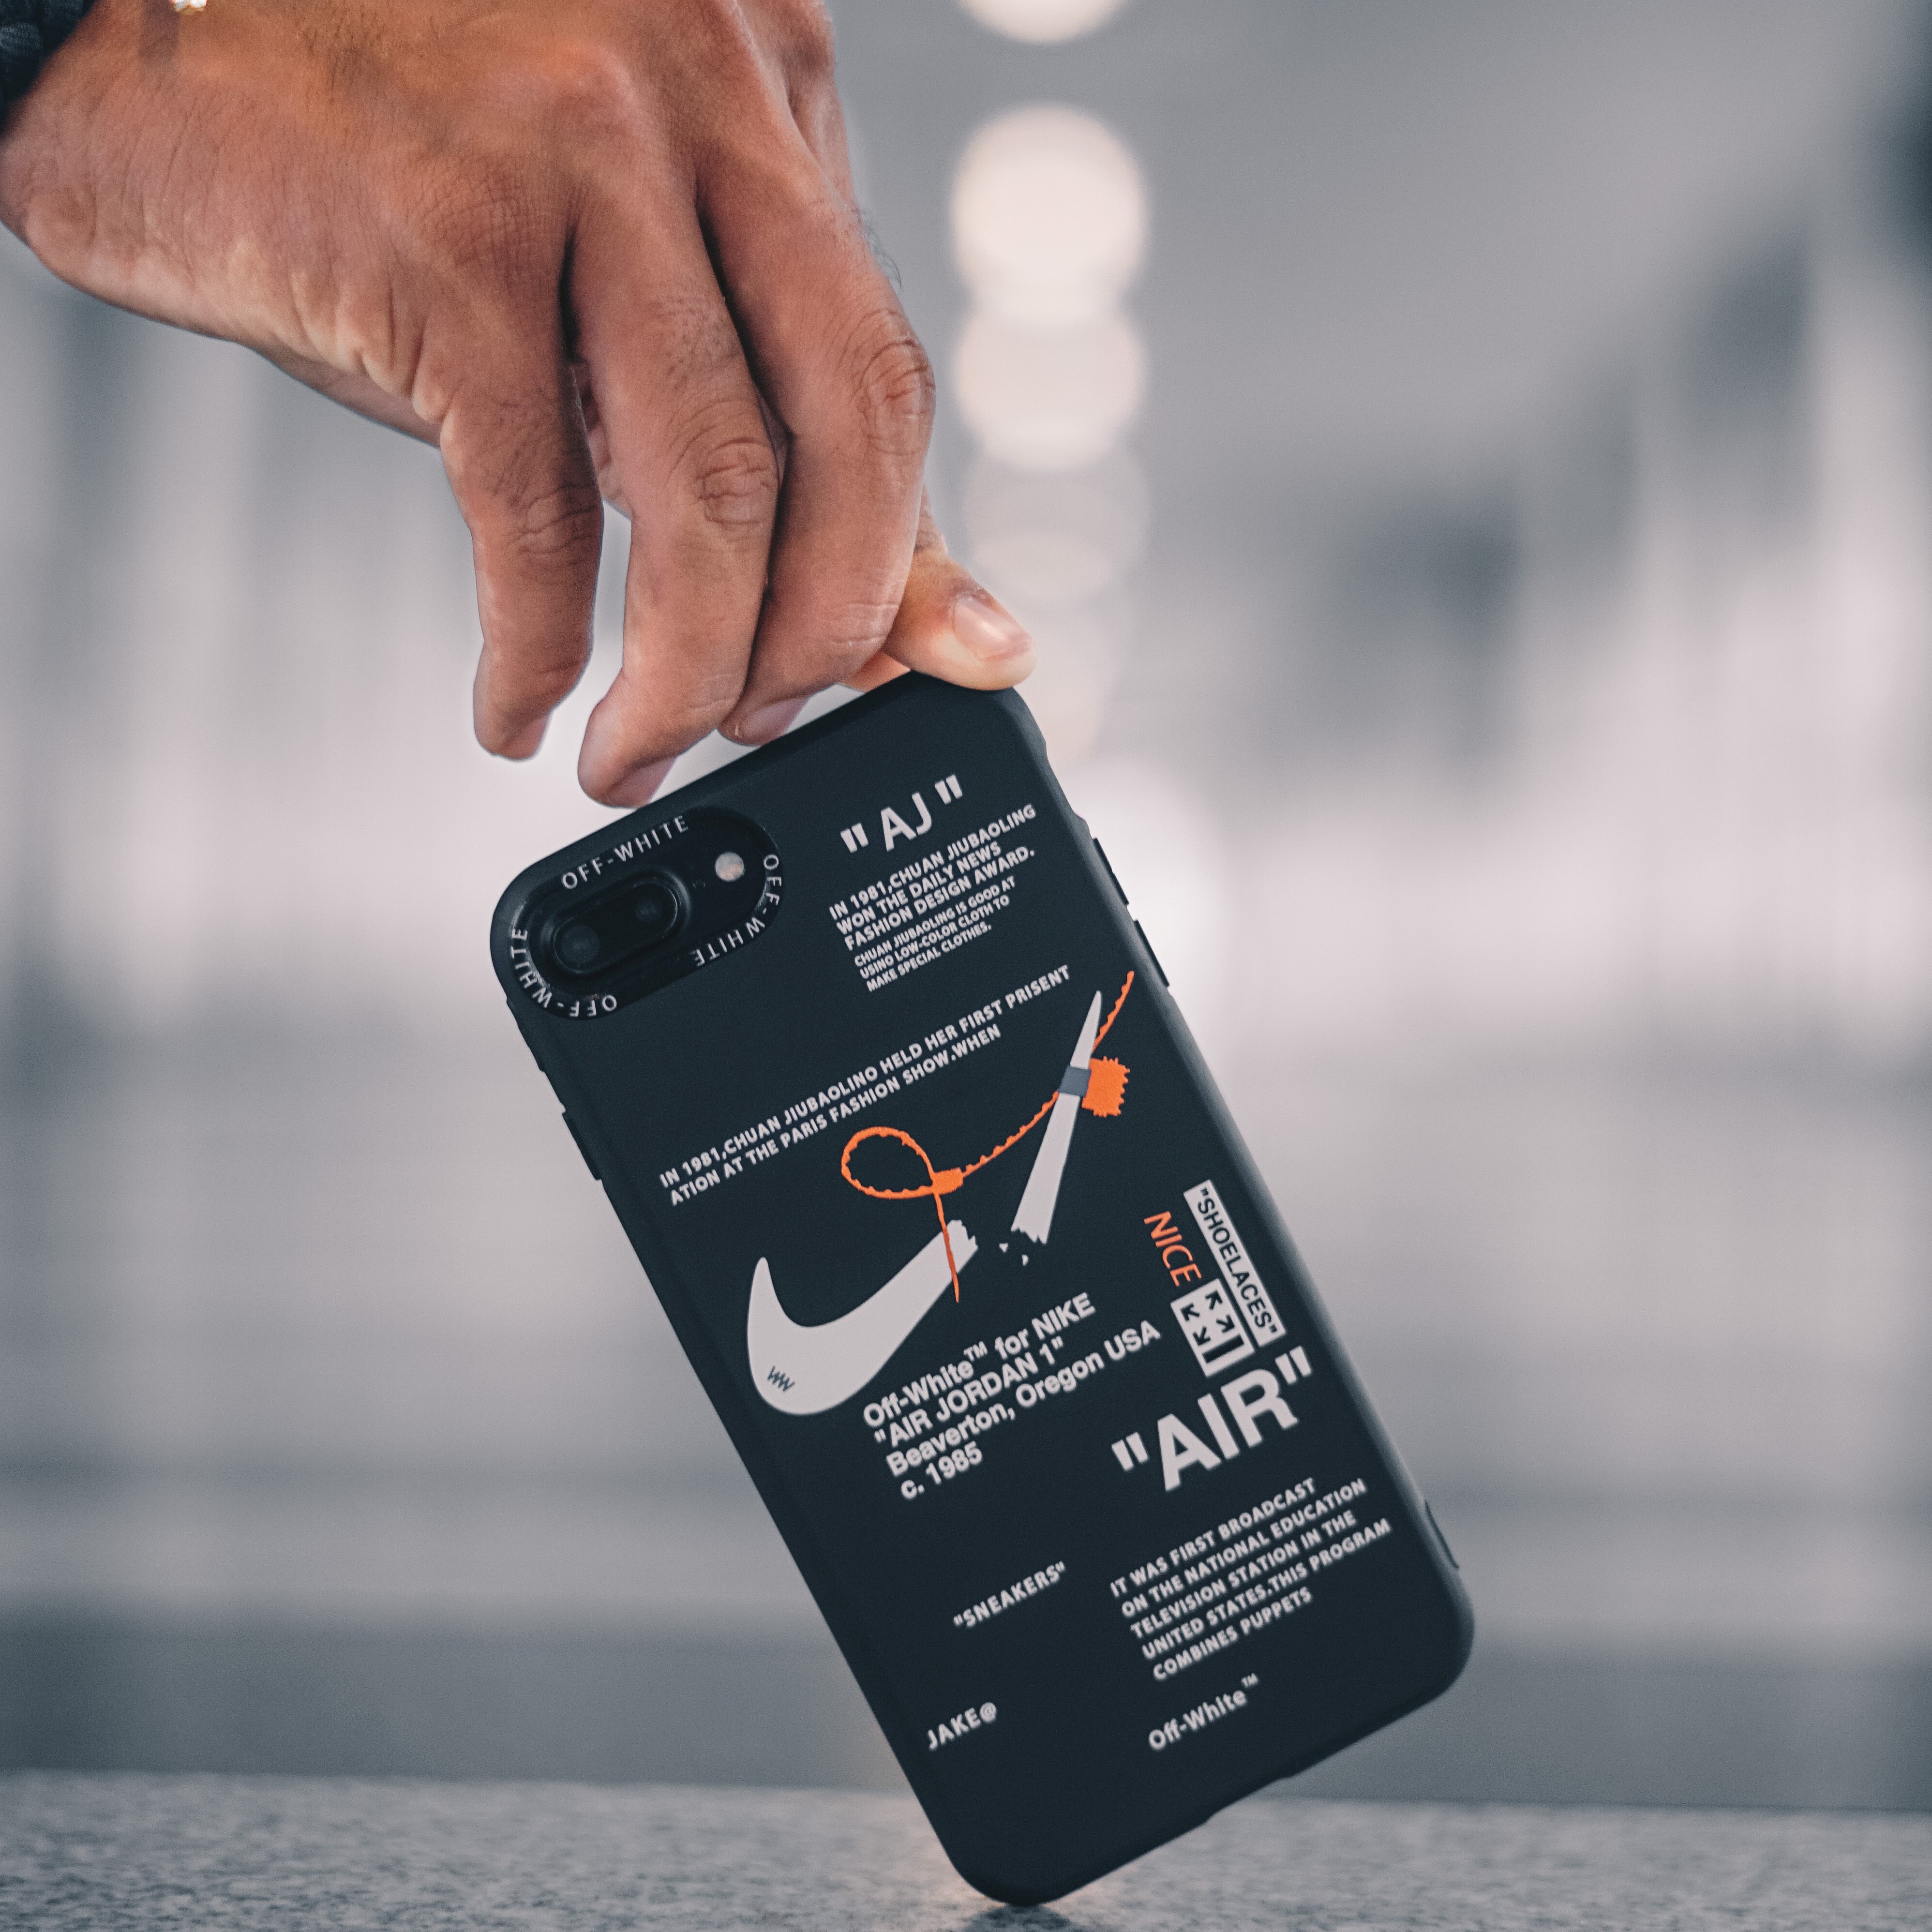 OFF-WHITE
OFF-WHITE
OFF-WHITE
" AJ "
IN 1981,CHUAN JIUBAOLING
WON THE DAILY NEWS
FASHION DESIGN AWARD.
CHUAN JIUBAOLING IS GOOD AT
USINO LOW-COLOR CLOTH TO
MAKE SPECIAL CLOTHES.
IN 1981,CHUAN JIUBAOLINO HELD HER FIRST PRISENT
ATION AT THE PARIS FASHION SHOW.WHEN
"SHOELACES"
NICE
Off-White™ for NIKE
"AIR JORDAN 1"
Beaverton, Oregon USA
c. 1985
"AIR"
IT WAS FIRST BROADCAST
ON THE NATIONAL EDUCATION
TELEVISION STATION IN THE
UNITED STATES.THIS PROGRAM
COMBINES PUPPETS
"SNEAKERS"
JAKE@
Off-White™